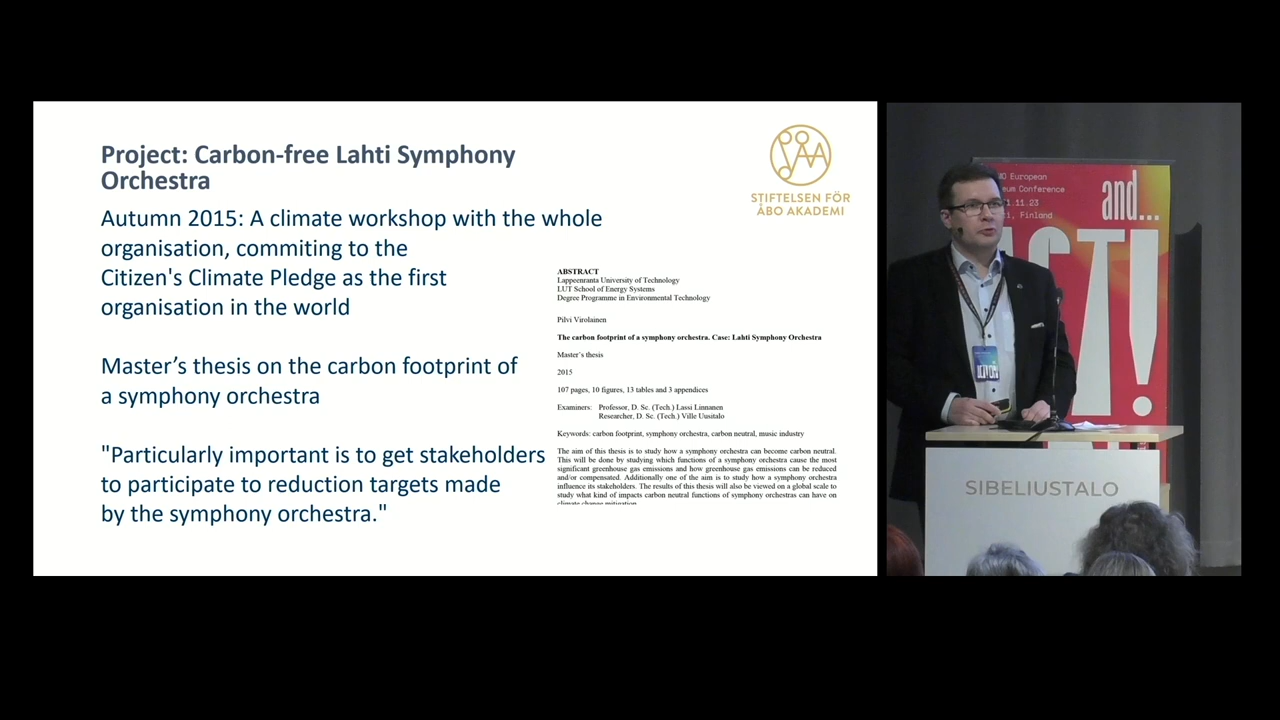 Project: Carbon-free Lahti Symphony
Orchestra
Autumn 2015: A climate workshop with the whole
organisation, commiting to the
Citizen's Climate Pledge as the first
organisation in the world
Master’s thesis on the carbon footprint of
a symphony orchestra
"Particularly important is to get stakeholders
to participate to reduction targets made
by the symphony orchestra."
STIFTELSEN FÖR
ÅBO AKADEMI
ABSTRACT
Lappeenranta University of Technology
LUT School of Energy Systems
Degree Programme in Environmental Technology
Pilvi Virolainen
The carbon footprint of a symphony orchestra. Case: Lahti Symphony Orchestra
Master´s thesis
2015
107 pages, 10 figures, 13 tables and 3 appendices
Examiners: Professor, D. Sc. (Tech.) Lassi Linnanen
Researcher, D. Sc. (Tech.) Ville Uusitalo
Keywords: carbon footprint, symphony orchestra, carbon neutral, music industry
The aim of this thesis is to study how a symphony orchestra can become carbon neutral.
This will be done by studying which functions of a symphony orchestra cause the most
significant greenhouse gas emissions and how greenhouse gas emissions can be reduced
and/or compensated. Additionally one of the aim is to study how a symphony orchestra
influence its stakeholders. The results of this thesis will also be viewed on a global scale to
study what kind of impacts carbon neutral functions of symphony orchestras can have on
climate change mitigation
European
Conference
11.23
Finland
and...
SIBELIUSTALO